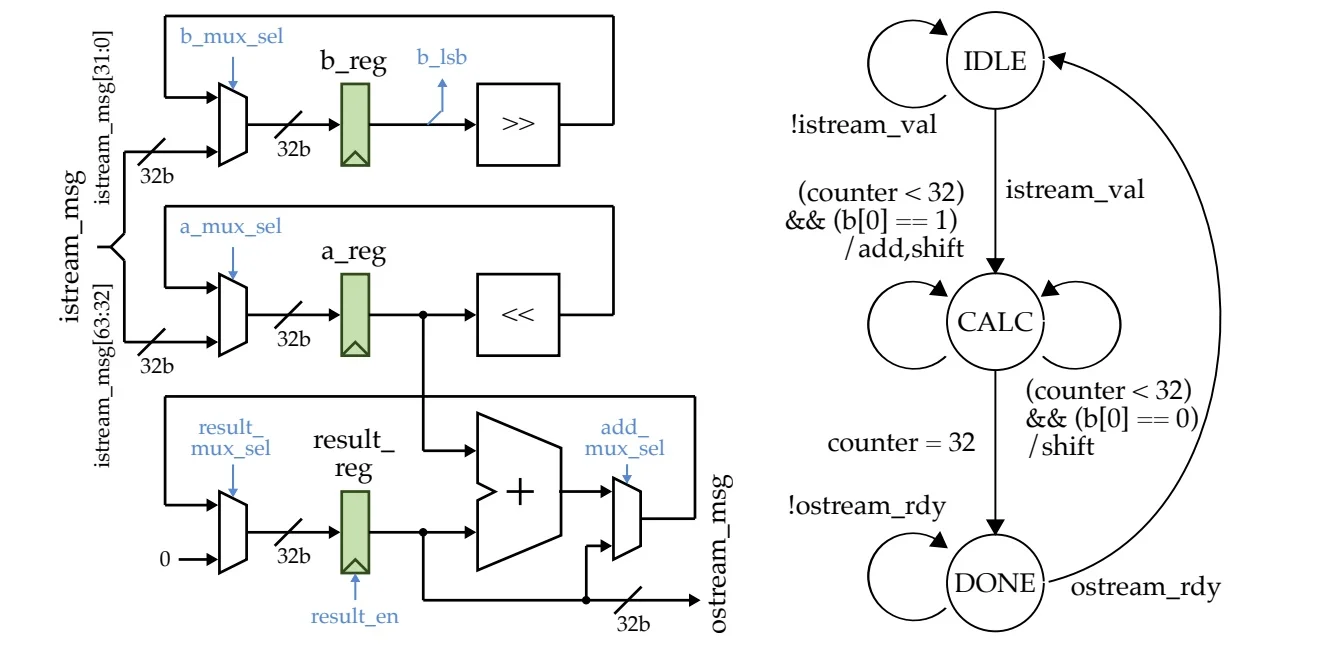 istream_msg
istream_msg[31:0]
istream_msg[63:32]
b_mux_sel
b_reg
b_lsb
>>
32b
32b
a_mux_sel
a_reg
<<
32b
32b
result_
mux_sel
result_
reg
add_
mux_sel
+
0
32b
result_en
32b
ostream_msg
IDLE
!istream_val
istream_val
(counter < 32)
&& (b[0] == 1)
/add,shift
CALC
(counter < 32)
&& (b[0] == 0)
/shift
counter = 32
!ostream_rdy
DONE
ostream_rdy